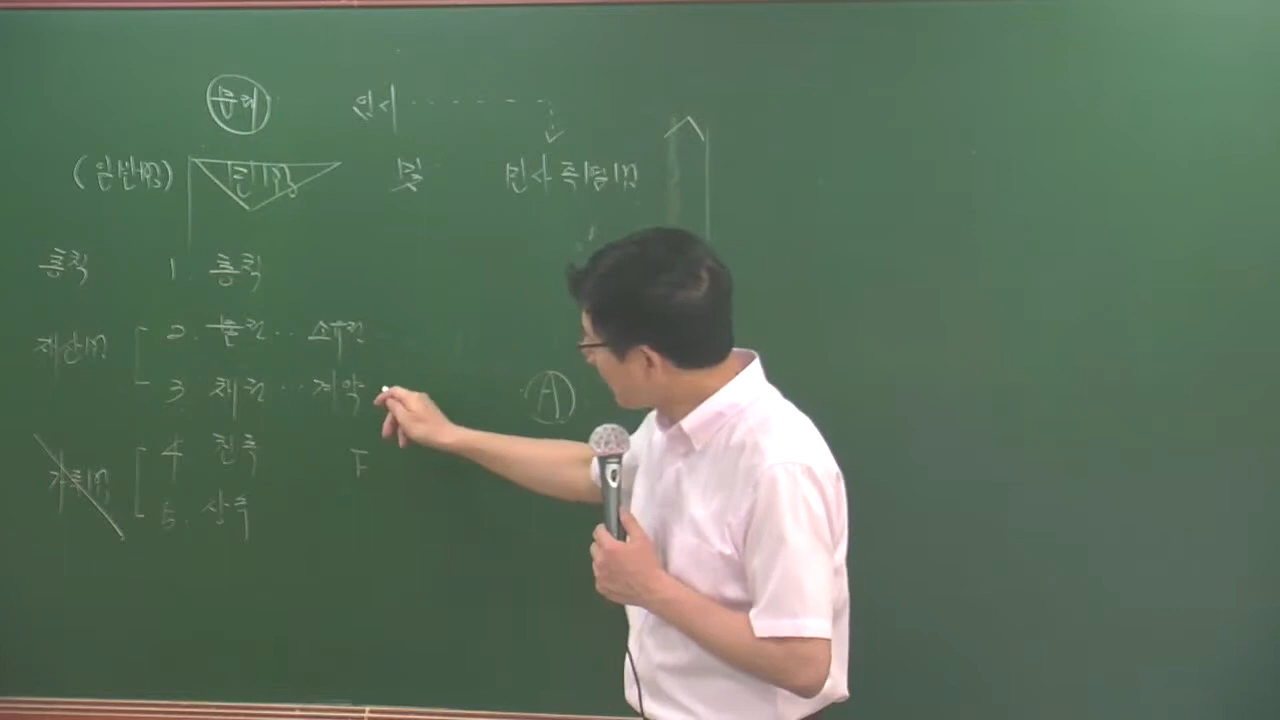 문제 민사
(일반법) 민법 및 민사특별법
총칙 1. 총칙
재산법 2. 물권 ... 소유권
3 채권 ... 계약
A
가족법 4 친족 F
5. 상속